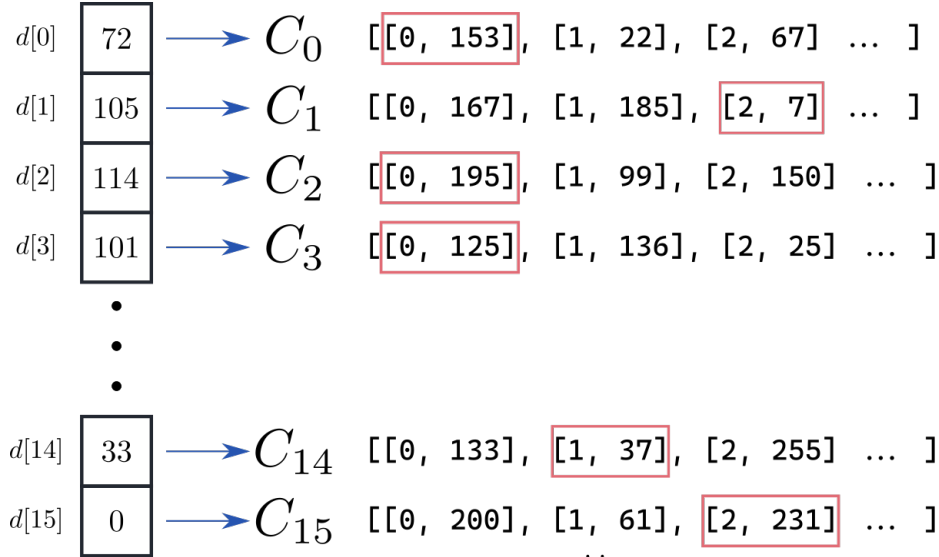 d[0] 72 C₀ [[0, 153], [1, 22], [2, 67] ... ]
d[1] 105 C₁ [[0, 167], [1, 185], [2, 7] ... ]
d[2] 114 C₂ [[0, 195], [1, 99], [2, 150] ... ]
d[3] 101 C₃ [[0, 125], [1, 136], [2, 25] ... ]
d[14] 33 C₁₄ [[0, 133], [1, 37], [2, 255] ... ]
d[15] 0 C₁₅ [[0, 200], [1, 61], [2, 231] ... ]